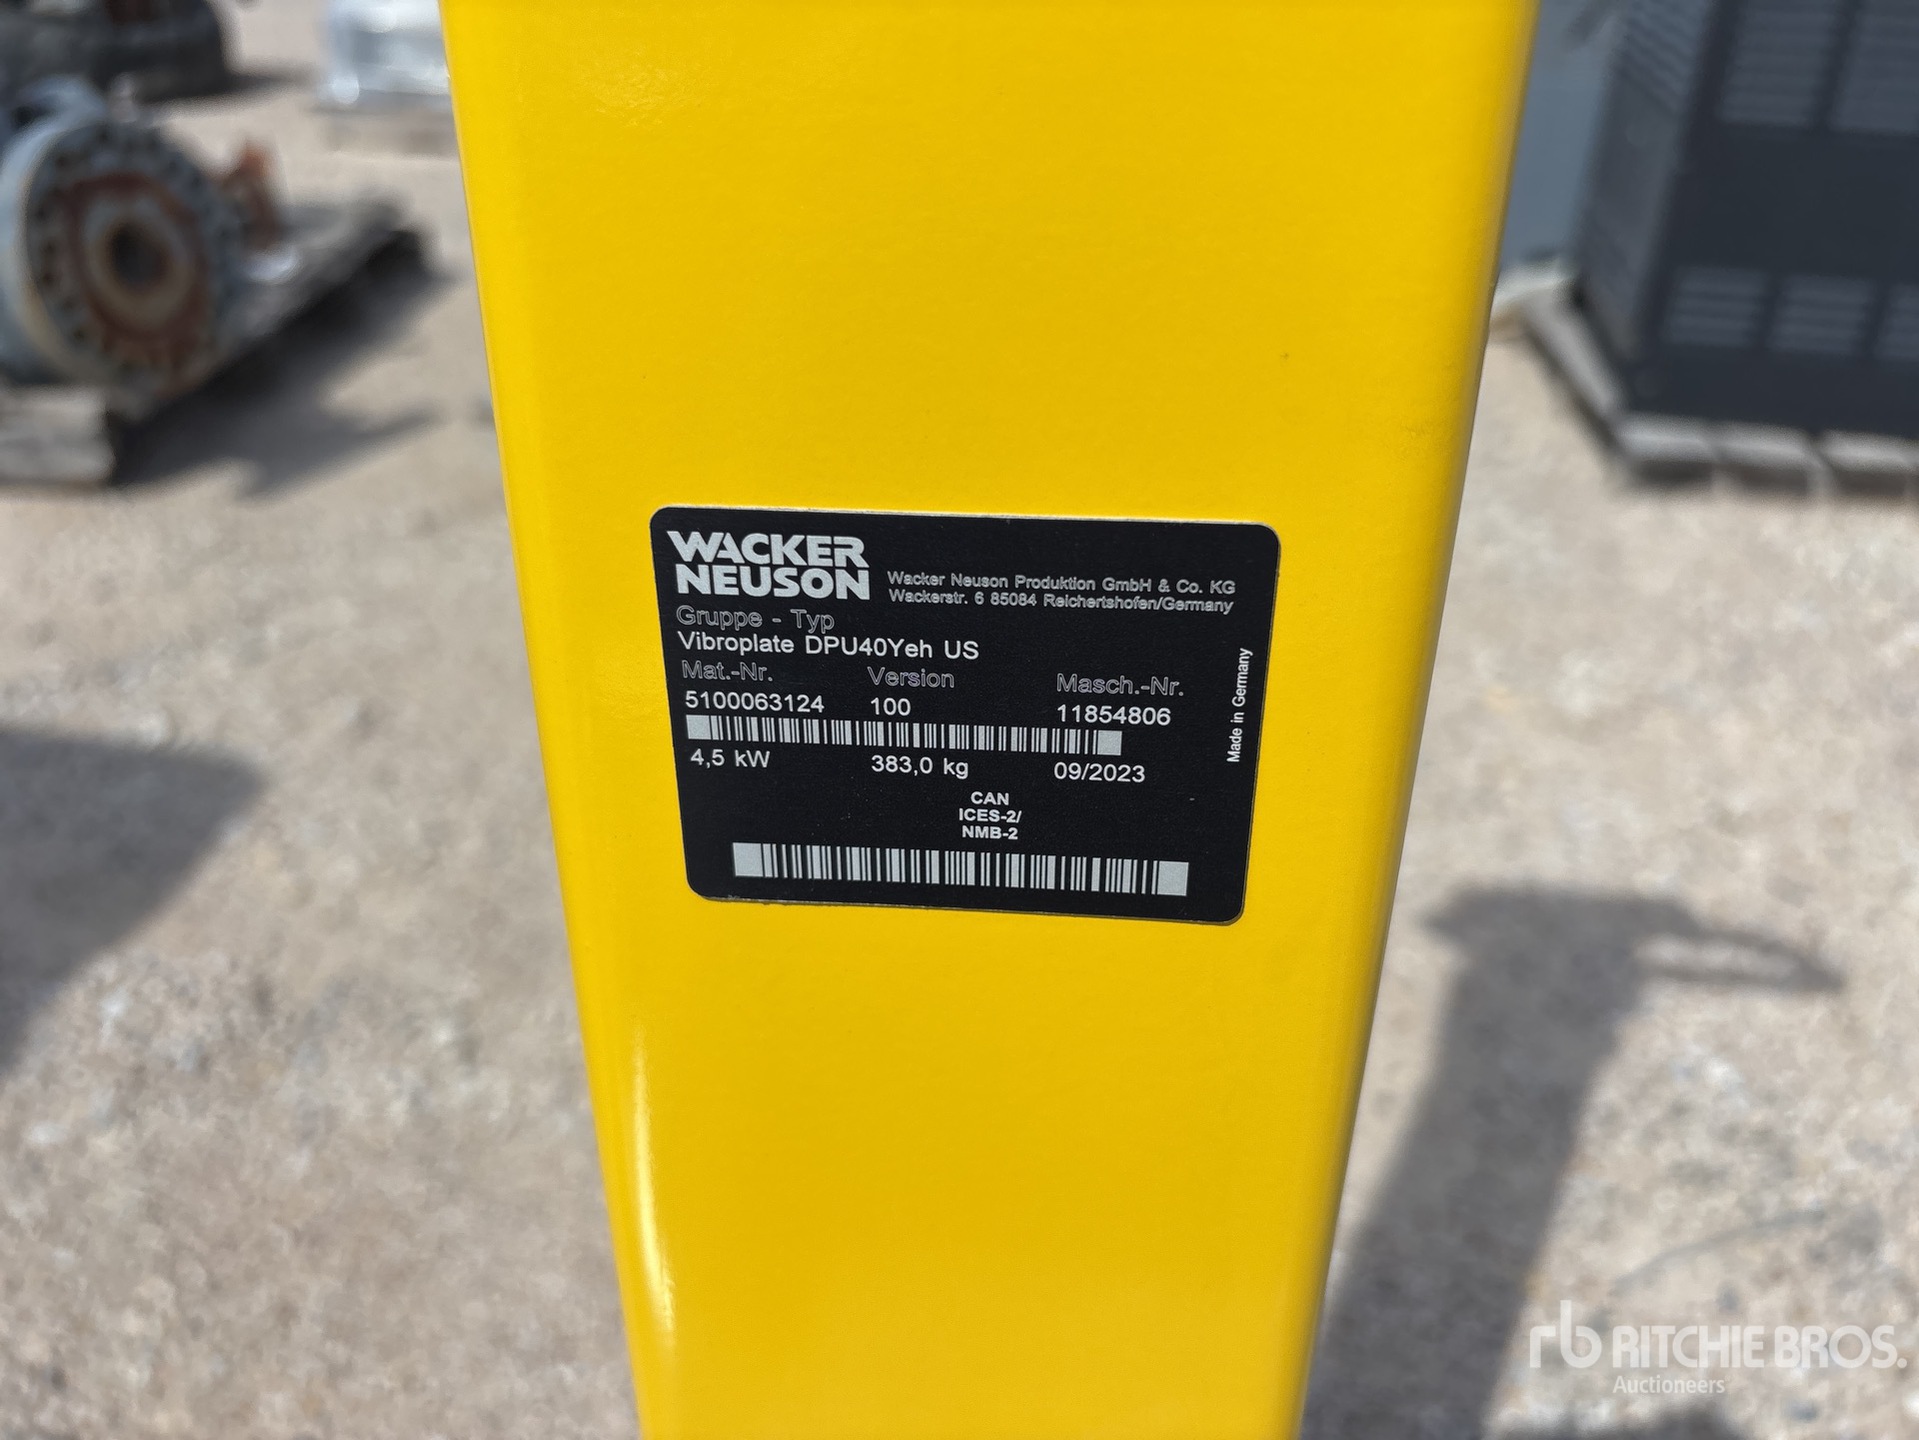 WACKER
NEUSON
Wacker Neuson Produktion GmbH & Co. KG
Wackerstr. 6 85084 Reichertshofen/Germany
Gruppe - Typ
Vibroplate DPU40Yeh US
Mat.-Nr. Version Masch.-Nr.
5100063124 100 11854806
4,5 kW 383,0 kg 09/2023
CAN
ICES-2/
NMB-2
Made in Germany
rb RITCHIE BROS.
Auctioneers